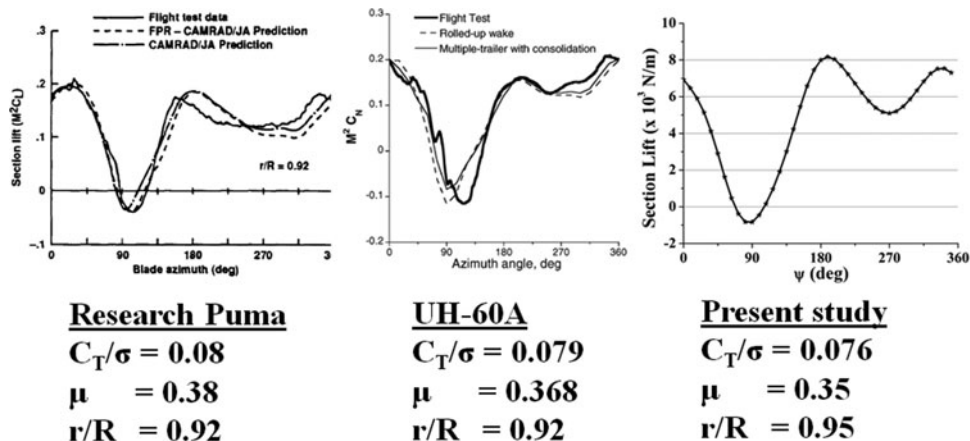 Flight test data
FPR – CAMRAD/JA Prediction
CAMRAD/JA Prediction
Section lift (M²CL)
.3
.2
.1
0
–.1
r/R = 0.92
0 90 180 270 3
Blade azimuth (deg)
Flight Test
Rolled-up wake
Multiple-trailer with consolidation
M² CN
0.2
0.1
0.0
-0.1
0.2
0 90 180 270 360
Azimuth angle, deg
Section Lift (x 10³ N/m)
10
8
6
4
2
0
-2
0 90 180 270 360
ψ (deg)
Research Puma
CT/σ = 0.08
μ = 0.38
r/R = 0.92
UH-60A
CT/σ = 0.079
μ = 0.368
r/R = 0.92
Present study
CT/σ = 0.076
μ = 0.35
r/R = 0.95